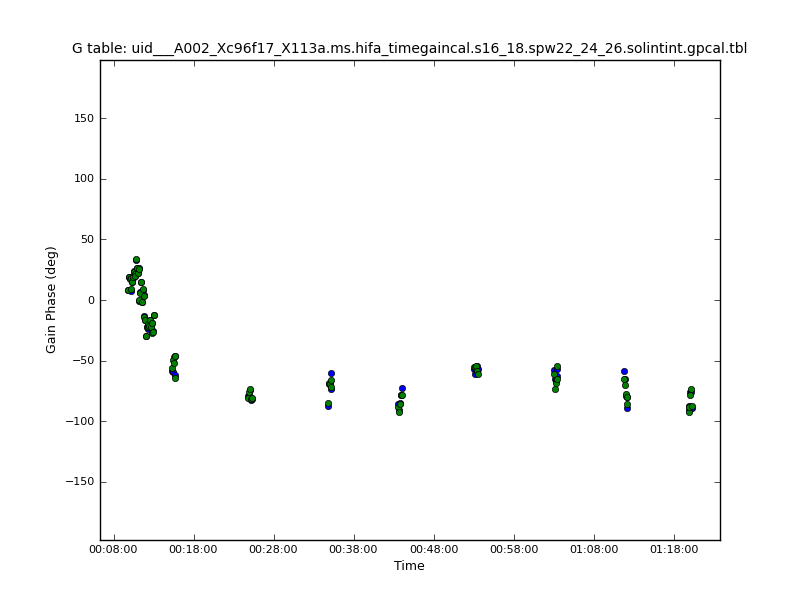 G table: uid___A002_Xc96f17_X113a.ms.hifa_timegaincal.s16_18.spw22_24_26.solintint.gpcal.tbl
150
100
50
0
−50
−100
−150
Gain Phase (deg)
00:08:00 00:18:00 00:28:00 00:38:00 00:48:00 00:58:00 01:08:00 01:18:00
Time